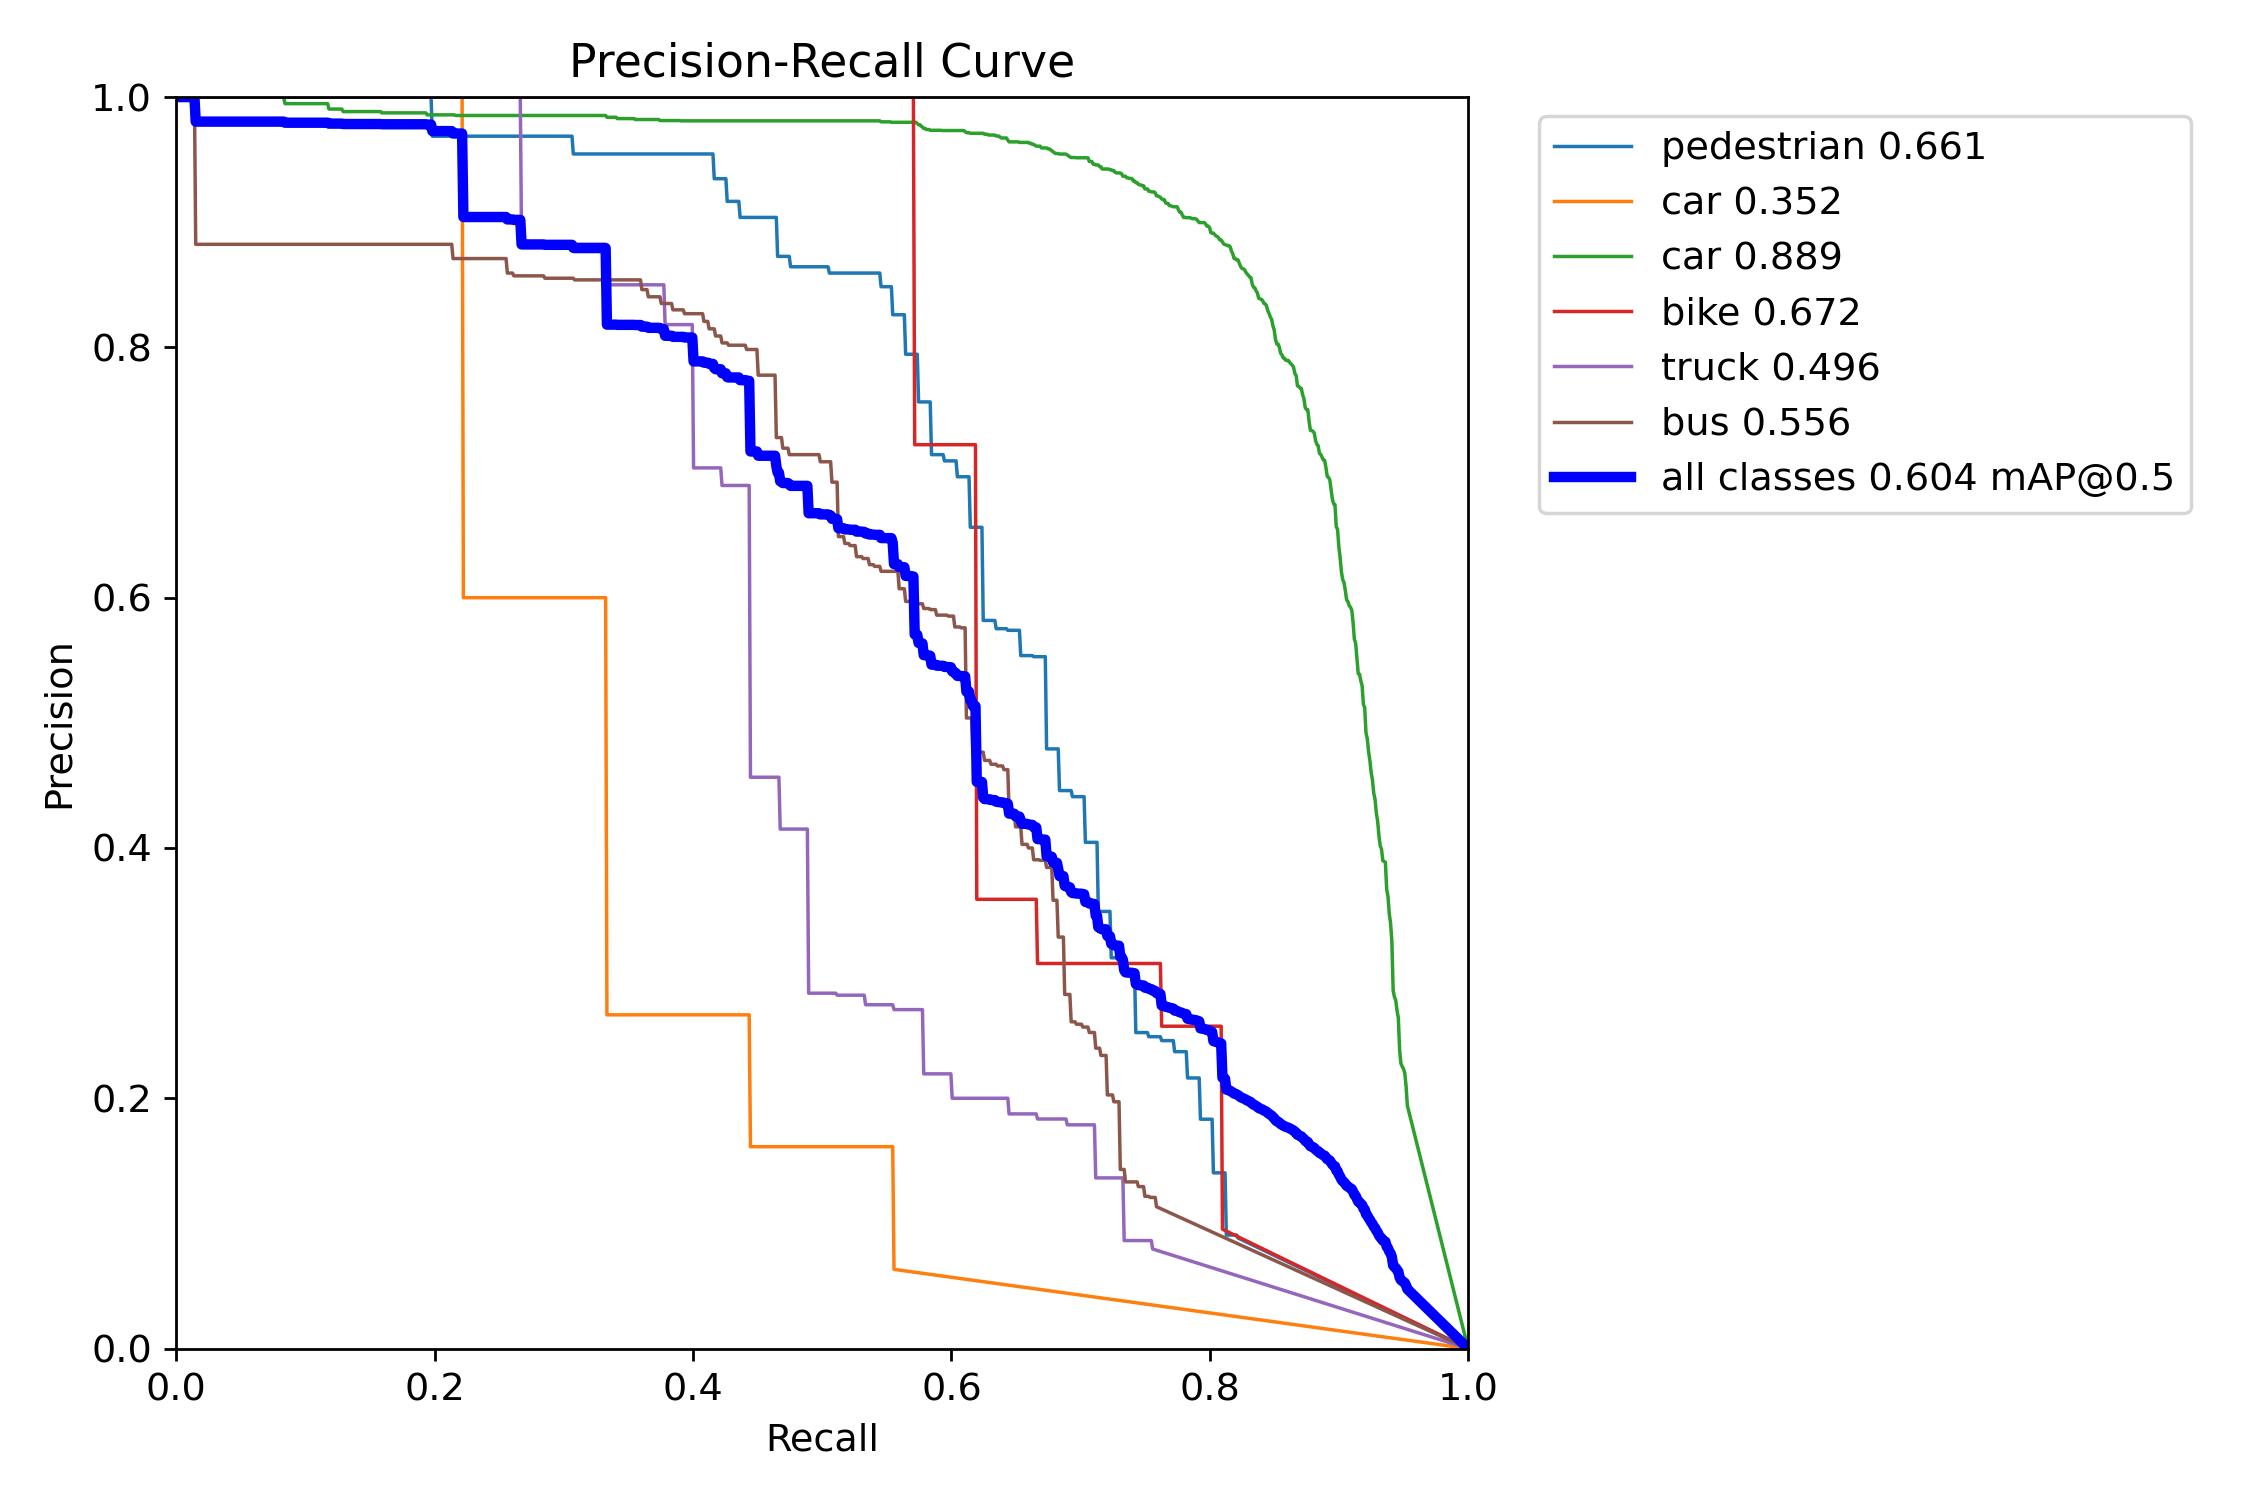 Precision-Recall Curve
1.0
0.8
0.6
0.4
0.2
0.0
Precision
0.0 0.2 0.4 0.6 0.8 1.0
Recall
pedestrian 0.661
car 0.352
car 0.889
bike 0.672
truck 0.496
bus 0.556
all classes 0.604 mAP@0.5